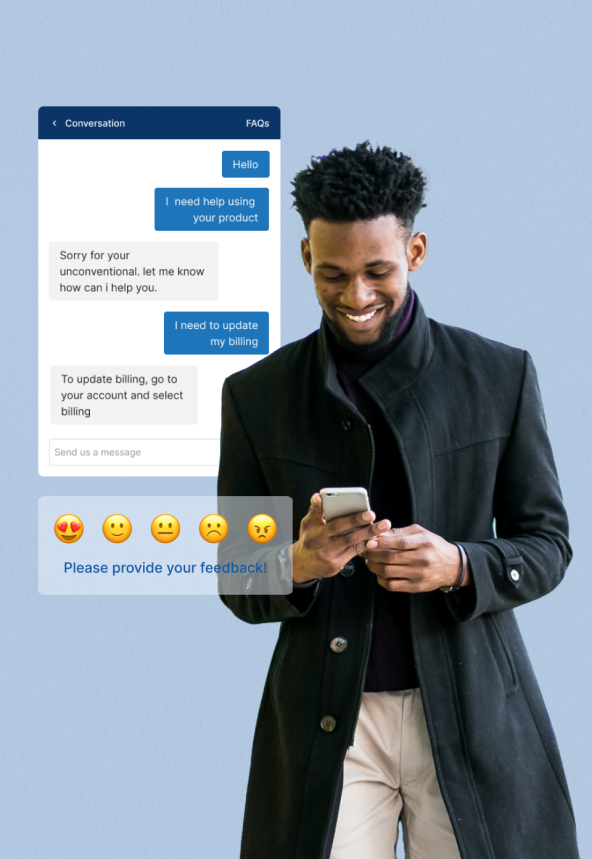 Conversation
FAQs
Hello
I need help using
your product
Sorry for your
unconventional. let me know
how can i help you.
I need to update
my billing
To update billing, go to
your account and select
billing
Send us a message
Please provide your feedback!